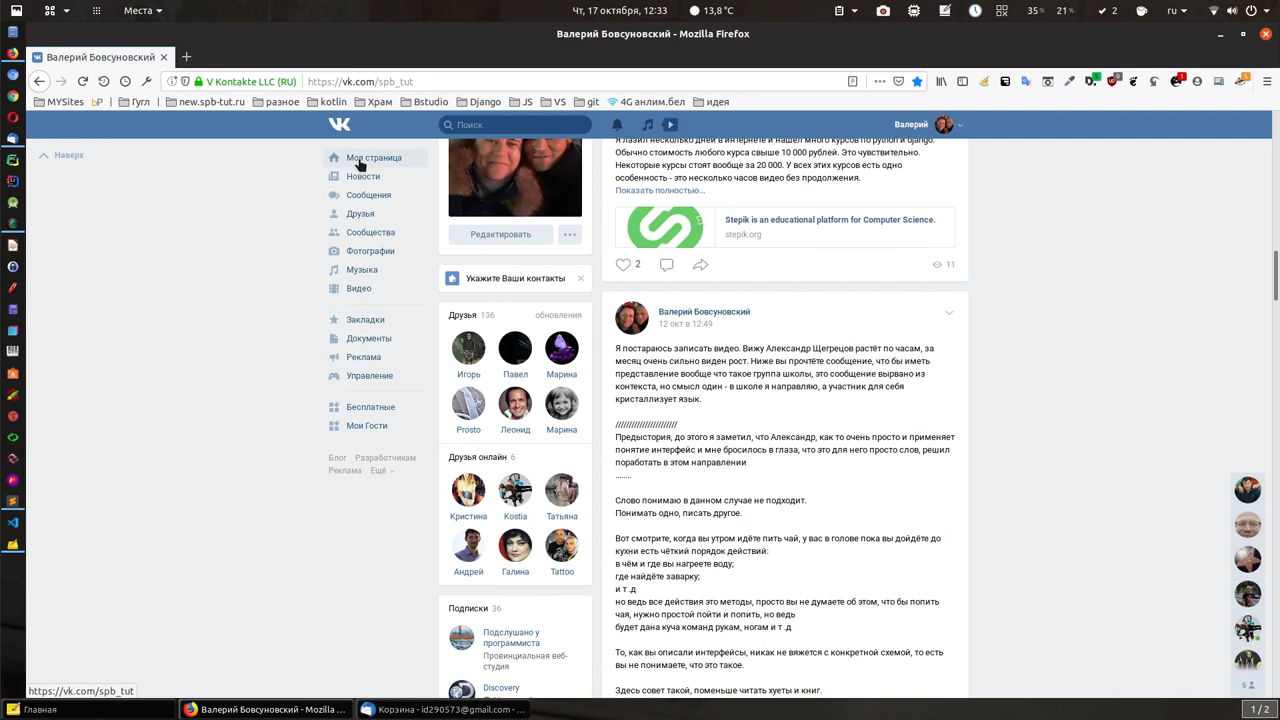 Места
Чт, 17 октября, 12:33
13,8°C
35%
21%
2
ru
Валерий Бовсуновский - Mozilla Firefox
Валерий Бовсуновский
V Kontakte LLC (RU)
https://vk.com/spb_tut
MYSites
Гугл
new.spb-tut.ru
разное
kotlin
Храм
Bstudio
Django
JS
VS
git
4G анлим.бел
идея
Поиск
Валерий
Наверх
Моя страница
Новости
Сообщения
Друзья
Сообщества
Фотографии
Музыка
Видео
Закладки
Документы
Реклама
Управление
Бесплатные
Мои Гости
Блог Разработчикам
Реклама Ещё
Редактировать
Укажите Ваши контакты
Друзья 136 обновления
Игорь Павел Марина
Prosto Леонид Марина
Друзья онлайн 6
Кристина Kostia Татьяна
Андрей Галина Tattoo
Подписки 36
Подслушано у
программиста
Провинциальная веб-
студия
Discovery
Я лазил несколько дней в интернете и нашел много курсов по python и django.
Обычно стоимость любого курса свыше 10 000 рублей. Это чувствительно.
Некоторые курсы стоят вообще за 20 000. У всех этих курсов есть одно
особенность - это несколько часов видео без продолжения.
Показать полностью...
Stepik is an educational platform for Computer Science.
stepik.org
2
11
Валерий Бовсуновский
12 окт в 12:49
Я постараюсь записать видео. Вижу Александр Щегрецов растёт по часам, за
месяц очень сильно виден рост. Ниже вы прочтёте сообщение, что бы иметь
представление вообще что такое группа школы, это сообщение вырвано из
контекста, но смысл один - в школе я направляю, а участник для себя
кристаллизует язык.
///////////////////////
Предыстория, до этого я заметил, что Александр, как то очень просто и применяет
понятие интерфейс и мне бросилось в глаза, что это для него просто слов, решил
поработать в этом направлении
........
Слово понимаю в данном случае не подходит.
Понимать одно, писать другое.
Вот смотрите, когда вы утром идёте пить чай, у вас в голове пока вы дойдёте до
кухни есть чёткий порядок действий:
в чём и где вы нагреете воду;
где найдёте заварку;
и т .д
но ведь все действия это методы, просто вы не думаете об этом, что бы попить
чая, нужно простой пойти и попить, но ведь
будет дана куча команд рукам, ногам и т .д
То, как вы описали интерфейсы, никак не вяжется с конкретной схемой, то есть
вы не понимаете, что это такое.
Здесь совет такой, поменьше читать хуеты и книг.
5
https://vk.com/spb_tut
Главная
Валерий Бовсуновский - Mozilla ...
Корзина - id290573@gmail.com - ...
1 / 2